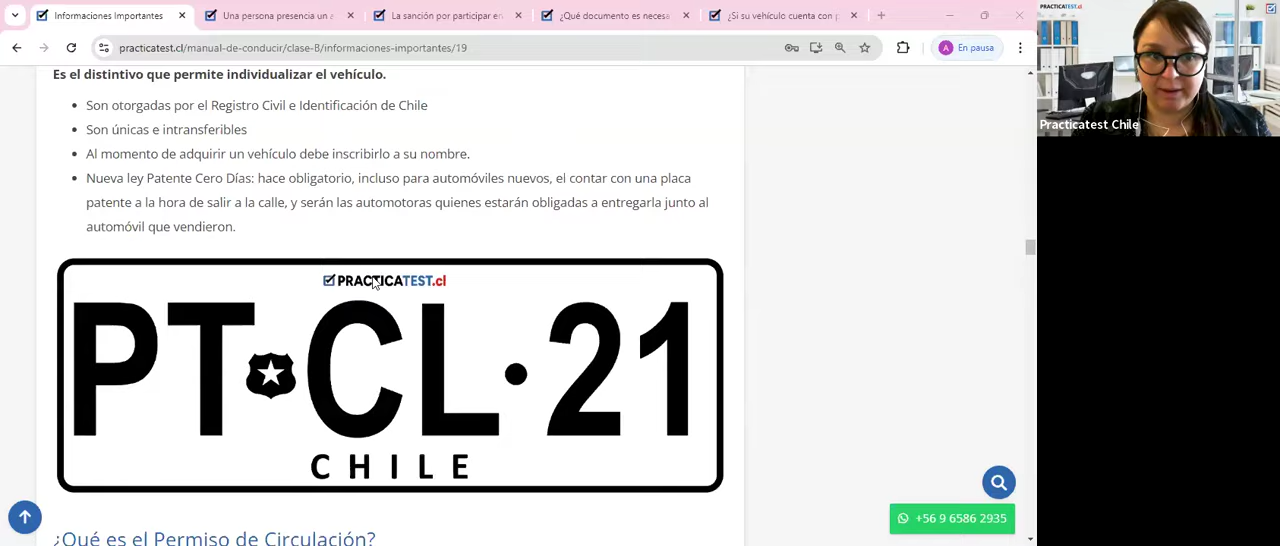 Informaciones Importantes
Una persona presenta un a
La sanción por participar en
¿Qué documento es necesa
¿Si su vehículo cuenta con p
practicatest.cl/manual-de-conducir/clase-B/informaciones-importantes/19
A
En pausa
PRACTICATEST.cl
Practicatest Chile
Es el distintivo que permite individualizar el vehículo.
Son otorgadas por el Registro Civil e Identificación de Chile
Son únicas e intransferibles
Al momento de adquirir un vehículo debe inscribirlo a su nombre.
Nueva ley Patente Cero Días: hace obligatorio, incluso para automóviles nuevos, el contar con una placa
patente a la hora de salir a la calle, y serán las automotoras quienes estarán obligadas a entregarla junto al
automóvil que vendieron.
PRACTICATEST.cl
PT CL·21
CHILE
+56 9 6586 2935
¿Qué es el Permiso de Circulación?